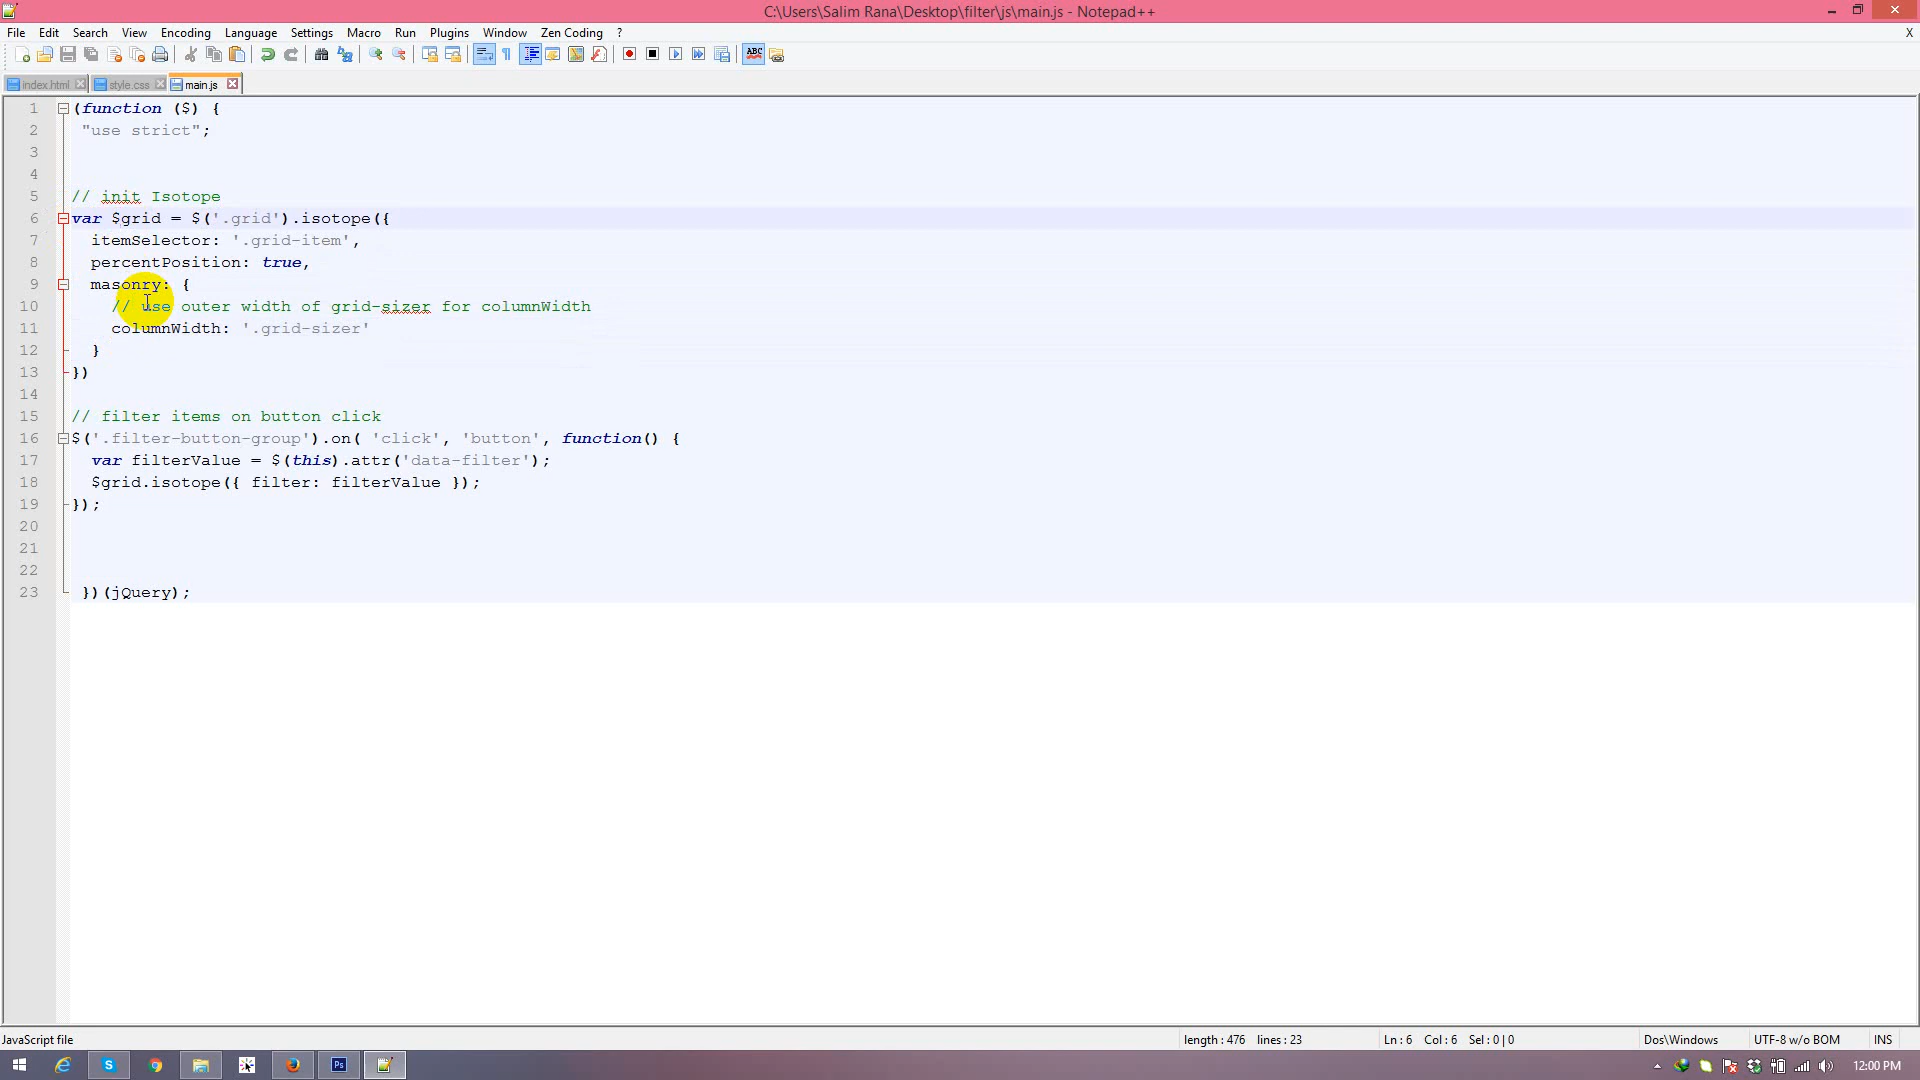 C:\Users\Salim Rana\Desktop\filter\js\main.js - Notepad++
File Edit Search View Encoding Language Settings Macro Run Plugins Window Zen Coding ? X
index.html style.css main.js
1 (function ($) {
2 "use strict";
3
4
5 // init Isotope
6 var $grid = $('.grid').isotope({
7 itemSelector: '.grid-item',
8 percentPosition: true,
9 masonry: {
10 // use outer width of grid-sizer for columnWidth
11 columnWidth: '.grid-sizer'
12 }
13 })
14
15 // filter items on button click
16 $('.filter-button-group').on( 'click', 'button', function() {
17 var filterValue = $(this).attr('data-filter');
18 $grid.isotope({ filter: filterValue });
19 });
20
21
22
23 })(jQuery);
JavaScript file length : 476 lines : 23 Ln : 6 Col : 6 Sel : 0 | 0 Dos\Windows UTF-8 w/o BOM INS
12:00 PM